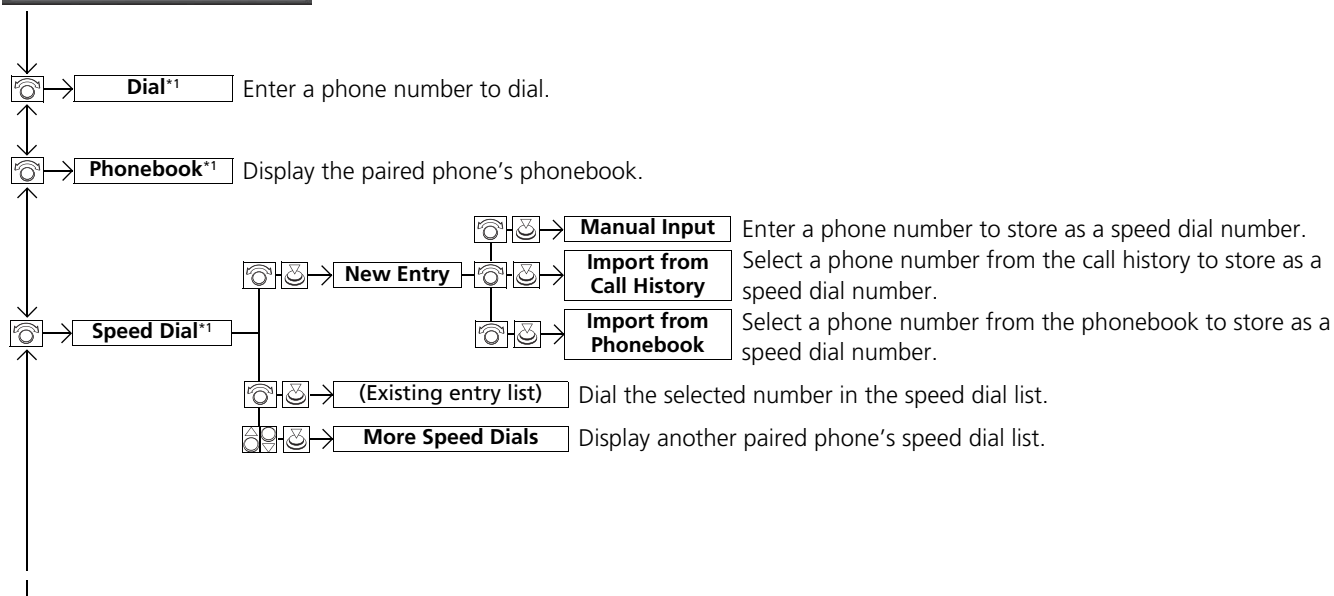 Dial*1 Enter a phone number to dial.
Phonebook*1 Display the paired phone's phonebook.
Manual Input Enter a phone number to store as a speed dial number.
New Entry
Import from
Call History
Select a phone number from the call history to store as a
speed dial number.
Speed Dial*1
Import from
Phonebook
Select a phone number from the phonebook to store as a
speed dial number.
(Existing entry list) Dial the selected number in the speed dial list.
More Speed Dials Display another paired phone's speed dial list.